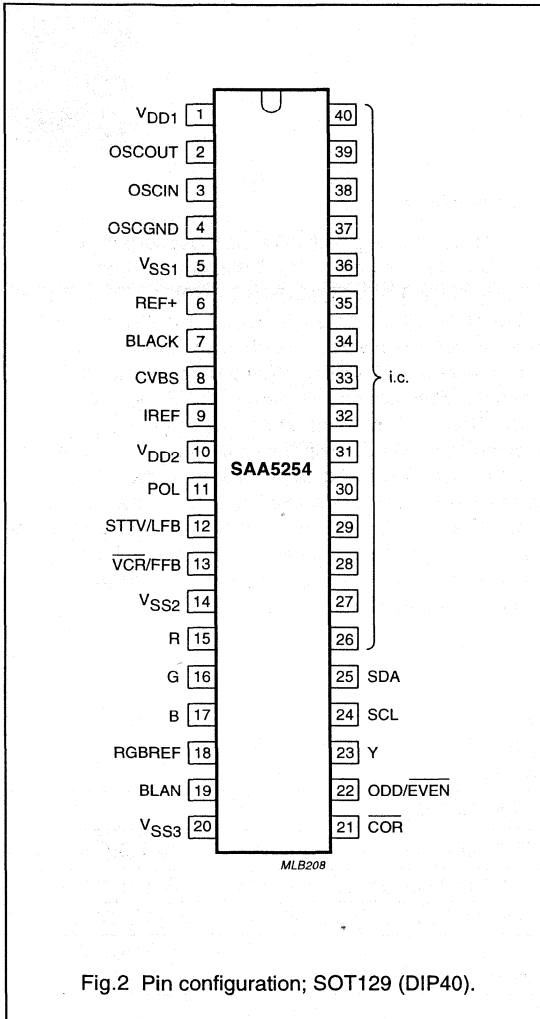 VDD1 1 40
OSCOUT 2 39
OSCIN 3 38
OSCGND 4 37
VSS1 5 36
REF+ 6 35
BLACK 7 34
CVBS 8 33 i.c.
IREF 9 32
VDD2 10 31
SAA5254
POL 11 30
STTV/LFB 12 29
V̅C̅R̅/FFB 13 28
VSS2 14 27
R 15 26
G 16 25 SDA
B 17 24 SCL
RGBREF 18 23 Y
BLAN 19 22 ODD/E̅V̅E̅N̅
VSS3 20 21 C̅O̅R̅
MLB208
Fig.2 Pin configuration; SOT129 (DIP40).